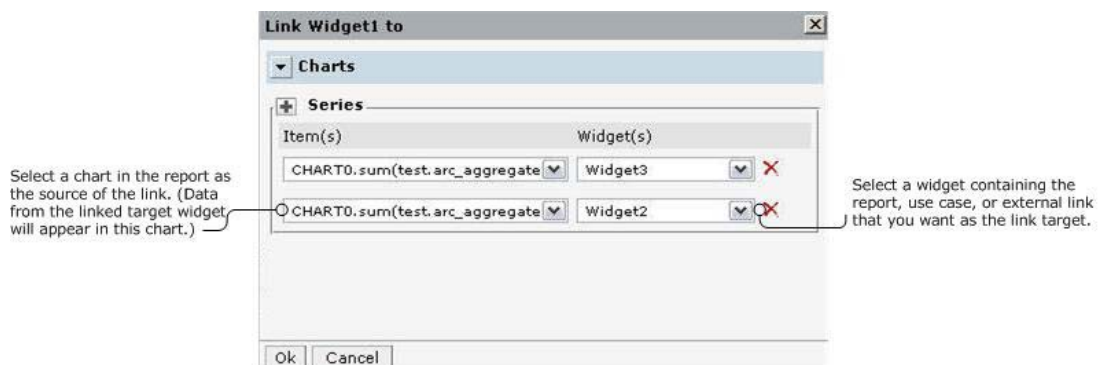 Link Widget1 to
Charts
Series
Item(s) Widget(s)
CHART0.sum(test.arc_aggregate Widget3
CHART0.sum(test.arc_aggregate Widget2
Select a chart in the report as
the source of the link. (Data
from the linked target widget
will appear in this chart.)
Select a widget containing the
report, use case, or external link
that you want as the link target.
Ok Cancel